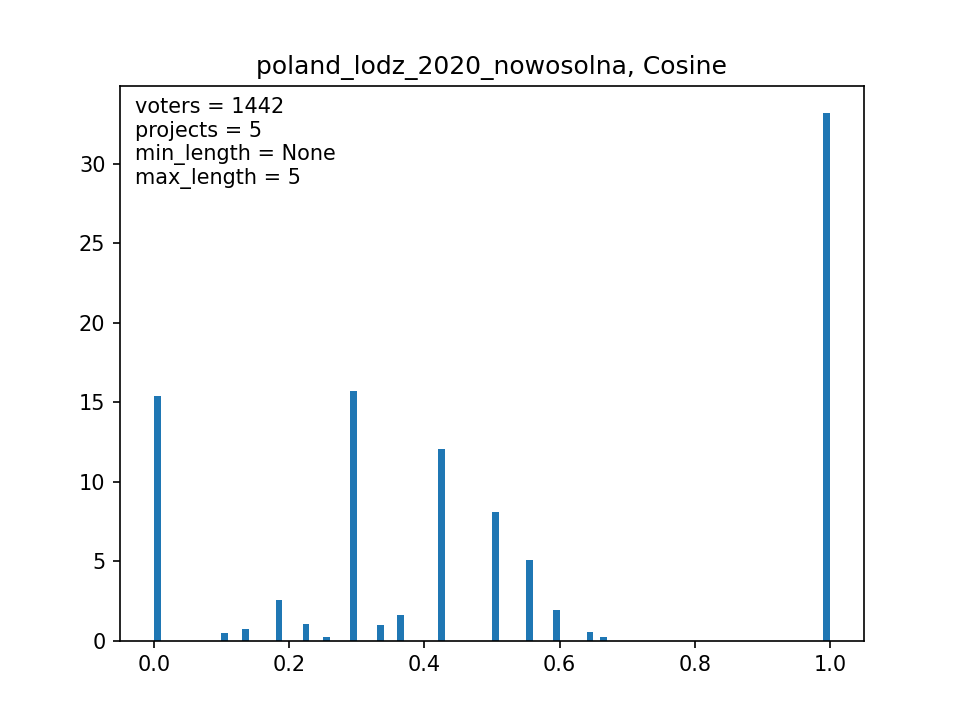 poland_lodz_2020_nowosolna, Cosine
voters = 1442
projects = 5
min_length = None
max_length = 5
30
25
20
15
10
5
0
0.0 0.2 0.4 0.6 0.8 1.0